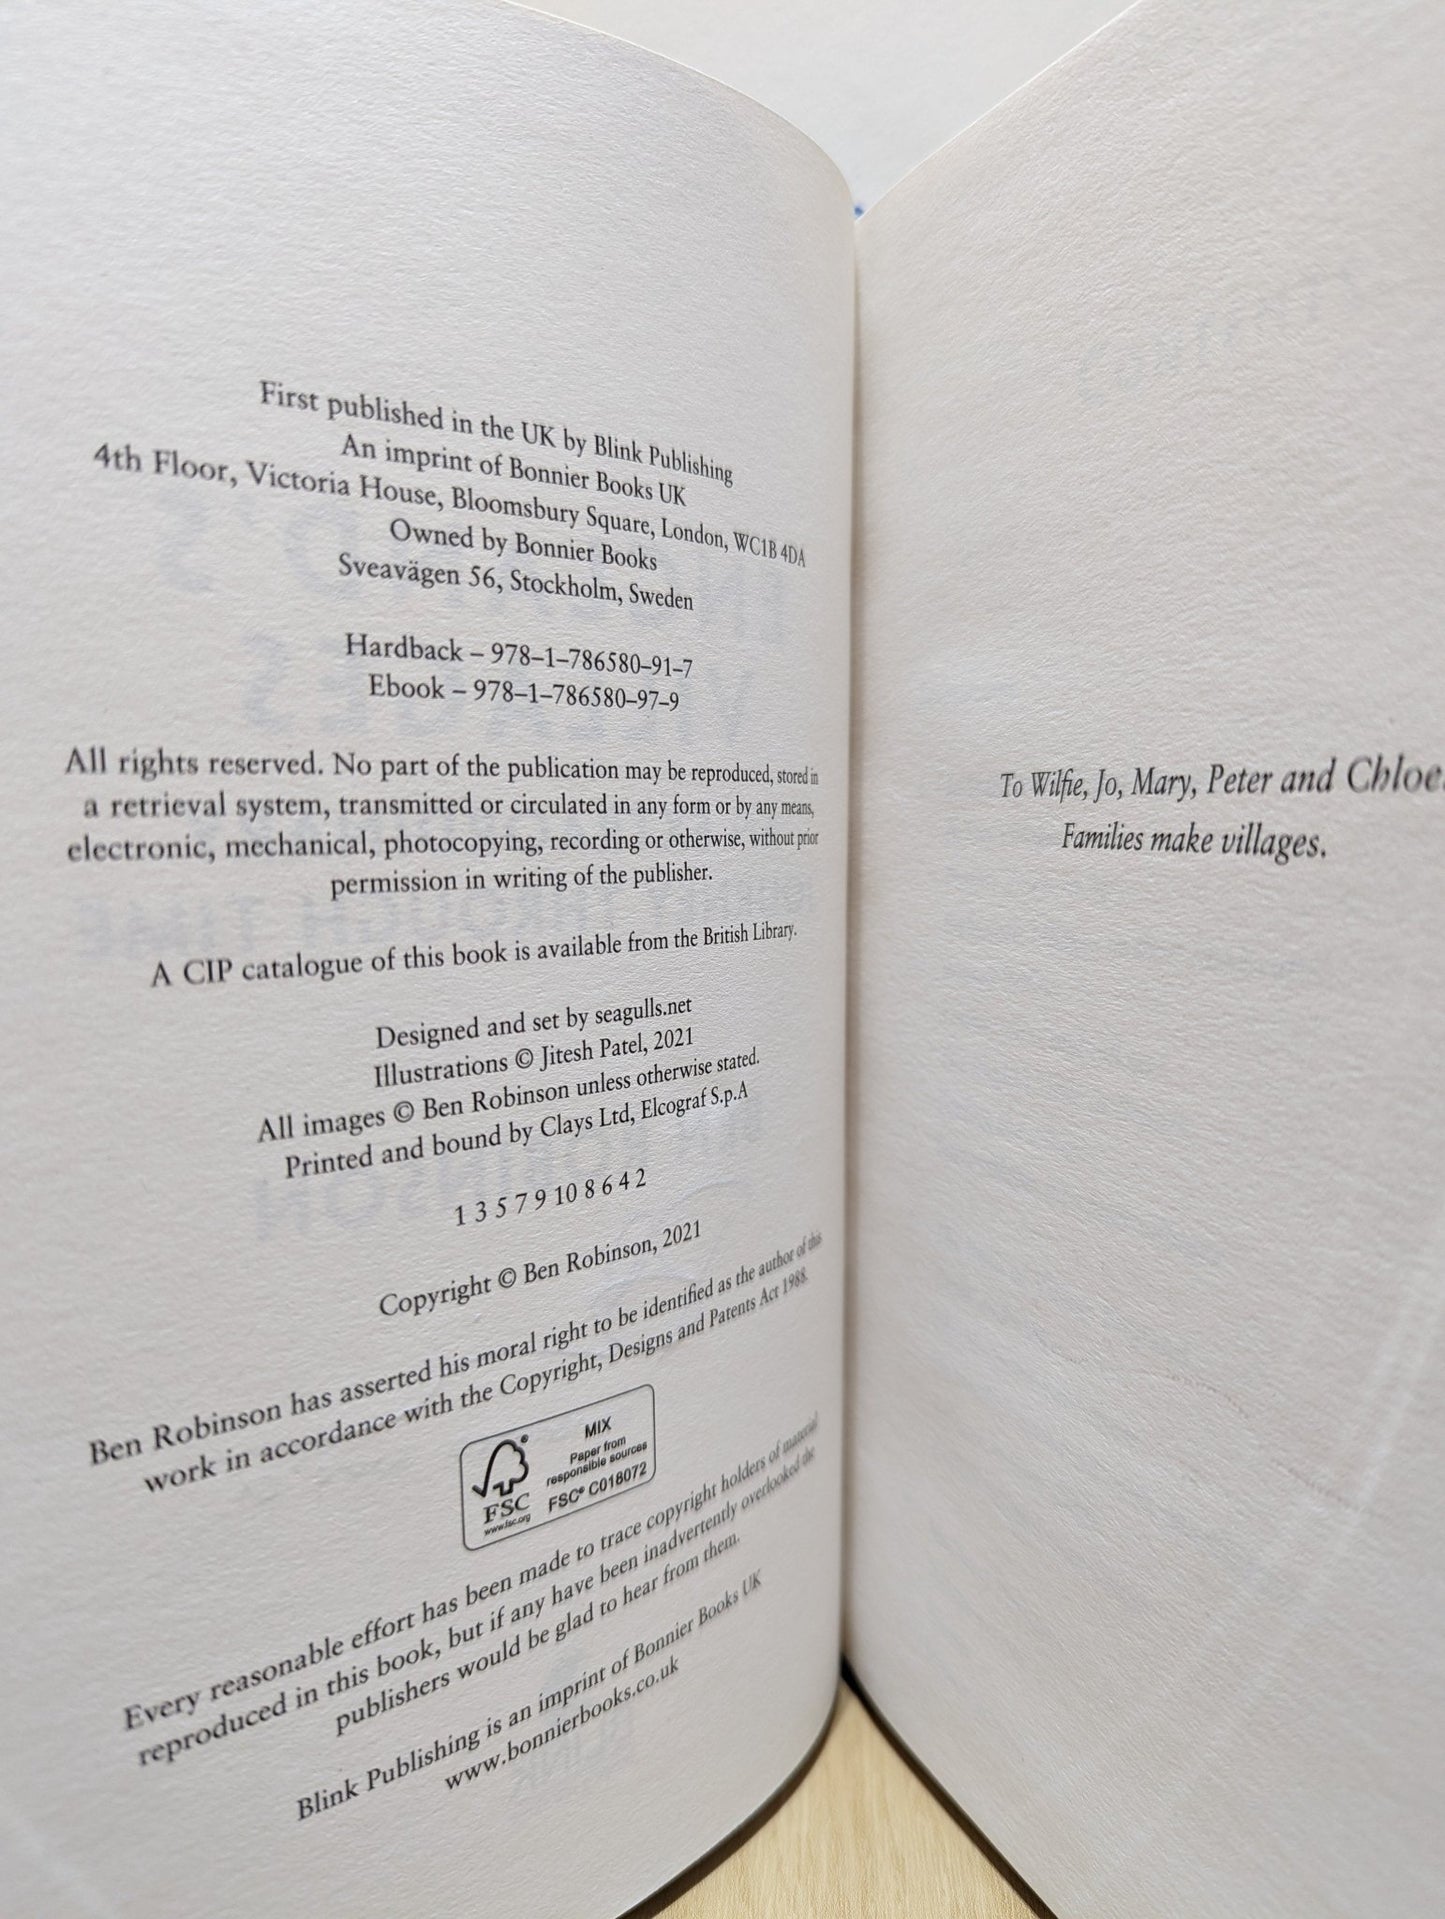 First published in the UK by Blink Publishing
An imprint of Bonnier Books UK
4th Floor, Victoria House, Bloomsbury Square, London, WC1B 4DA
Owned by Bonnier Books
Sveavägen 56, Stockholm, Sweden
Hardback – 978–1–786580–91–7
Ebook – 978–1–786580–97–9
All rights reserved. No part of the publication may be reproduced, stored in
a retrieval system, transmitted or circulated in any form or by any means,
electronic, mechanical, photocopying, recording or otherwise, without prior
permission in writing of the publisher.
A CIP catalogue of this book is available from the British Library.
Designed and set by seagulls.net
Illustrations © Jitesh Patel, 2021
All images © Ben Robinson unless otherwise stated.
Printed and bound by Clays Ltd, Elcograf S.p.A
1 3 5 7 9 10 8 6 4 2
Copyright © Ben Robinson, 2021
Ben Robinson has asserted his moral right to be identified as the author of this
work in accordance with the Copyright, Designs and Patents Act 1988.
MIX
Paper from
responsible sources
FSC® C018072
FSC
www.fsc.org
Every reasonable effort has been made to trace copyright holders of material
reproduced in this book, but if any have been inadvertently overlooked the
publishers would be glad to hear from them.
Blink Publishing is an imprint of Bonnier Books UK
www.bonnierbooks.co.uk
To Wilfie, Jo, Mary, Peter and Chloe.
Families make villages.